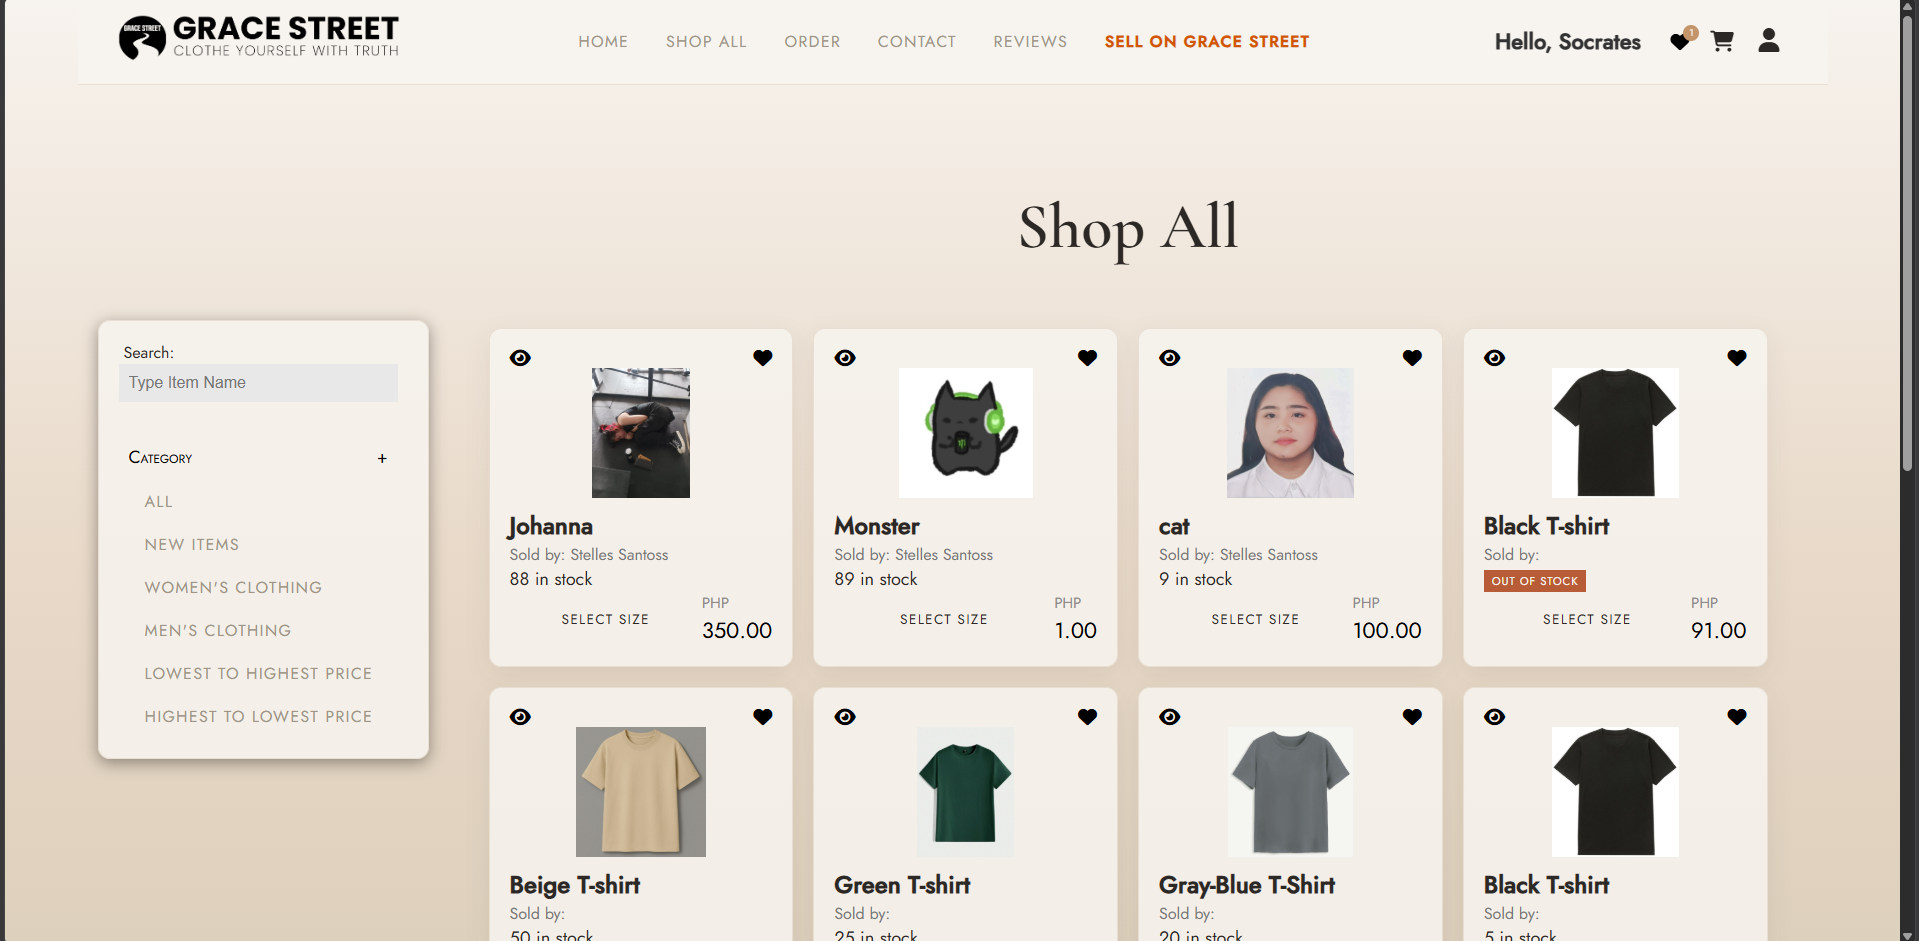 GRACE STREET
GRACE STREET
CLOTHE YOURSELF WITH TRUTH
HOME
SHOP ALL
ORDER
CONTACT
REVIEWS
SELL ON GRACE STREET
Hello, Socrates
1
Shop All
Search:
Type Item Name
Category
+
ALL
NEW ITEMS
WOMEN'S CLOTHING
MEN'S CLOTHING
LOWEST TO HIGHEST PRICE
HIGHEST TO LOWEST PRICE
Johanna
Sold by: Stelles Santoss
88 in stock
SELECT SIZE
PHP
350.00
Monster
Sold by: Stelles Santoss
89 in stock
SELECT SIZE
PHP
1.00
cat
Sold by: Stelles Santoss
9 in stock
SELECT SIZE
PHP
100.00
Black T-shirt
Sold by:
OUT OF STOCK
SELECT SIZE
PHP
91.00
Beige T-shirt
Sold by:
50 in stock
Green T-shirt
Sold by:
25 in stock
Gray-Blue T-Shirt
Sold by:
20 in stock
Black T-shirt
Sold by:
5 in stock